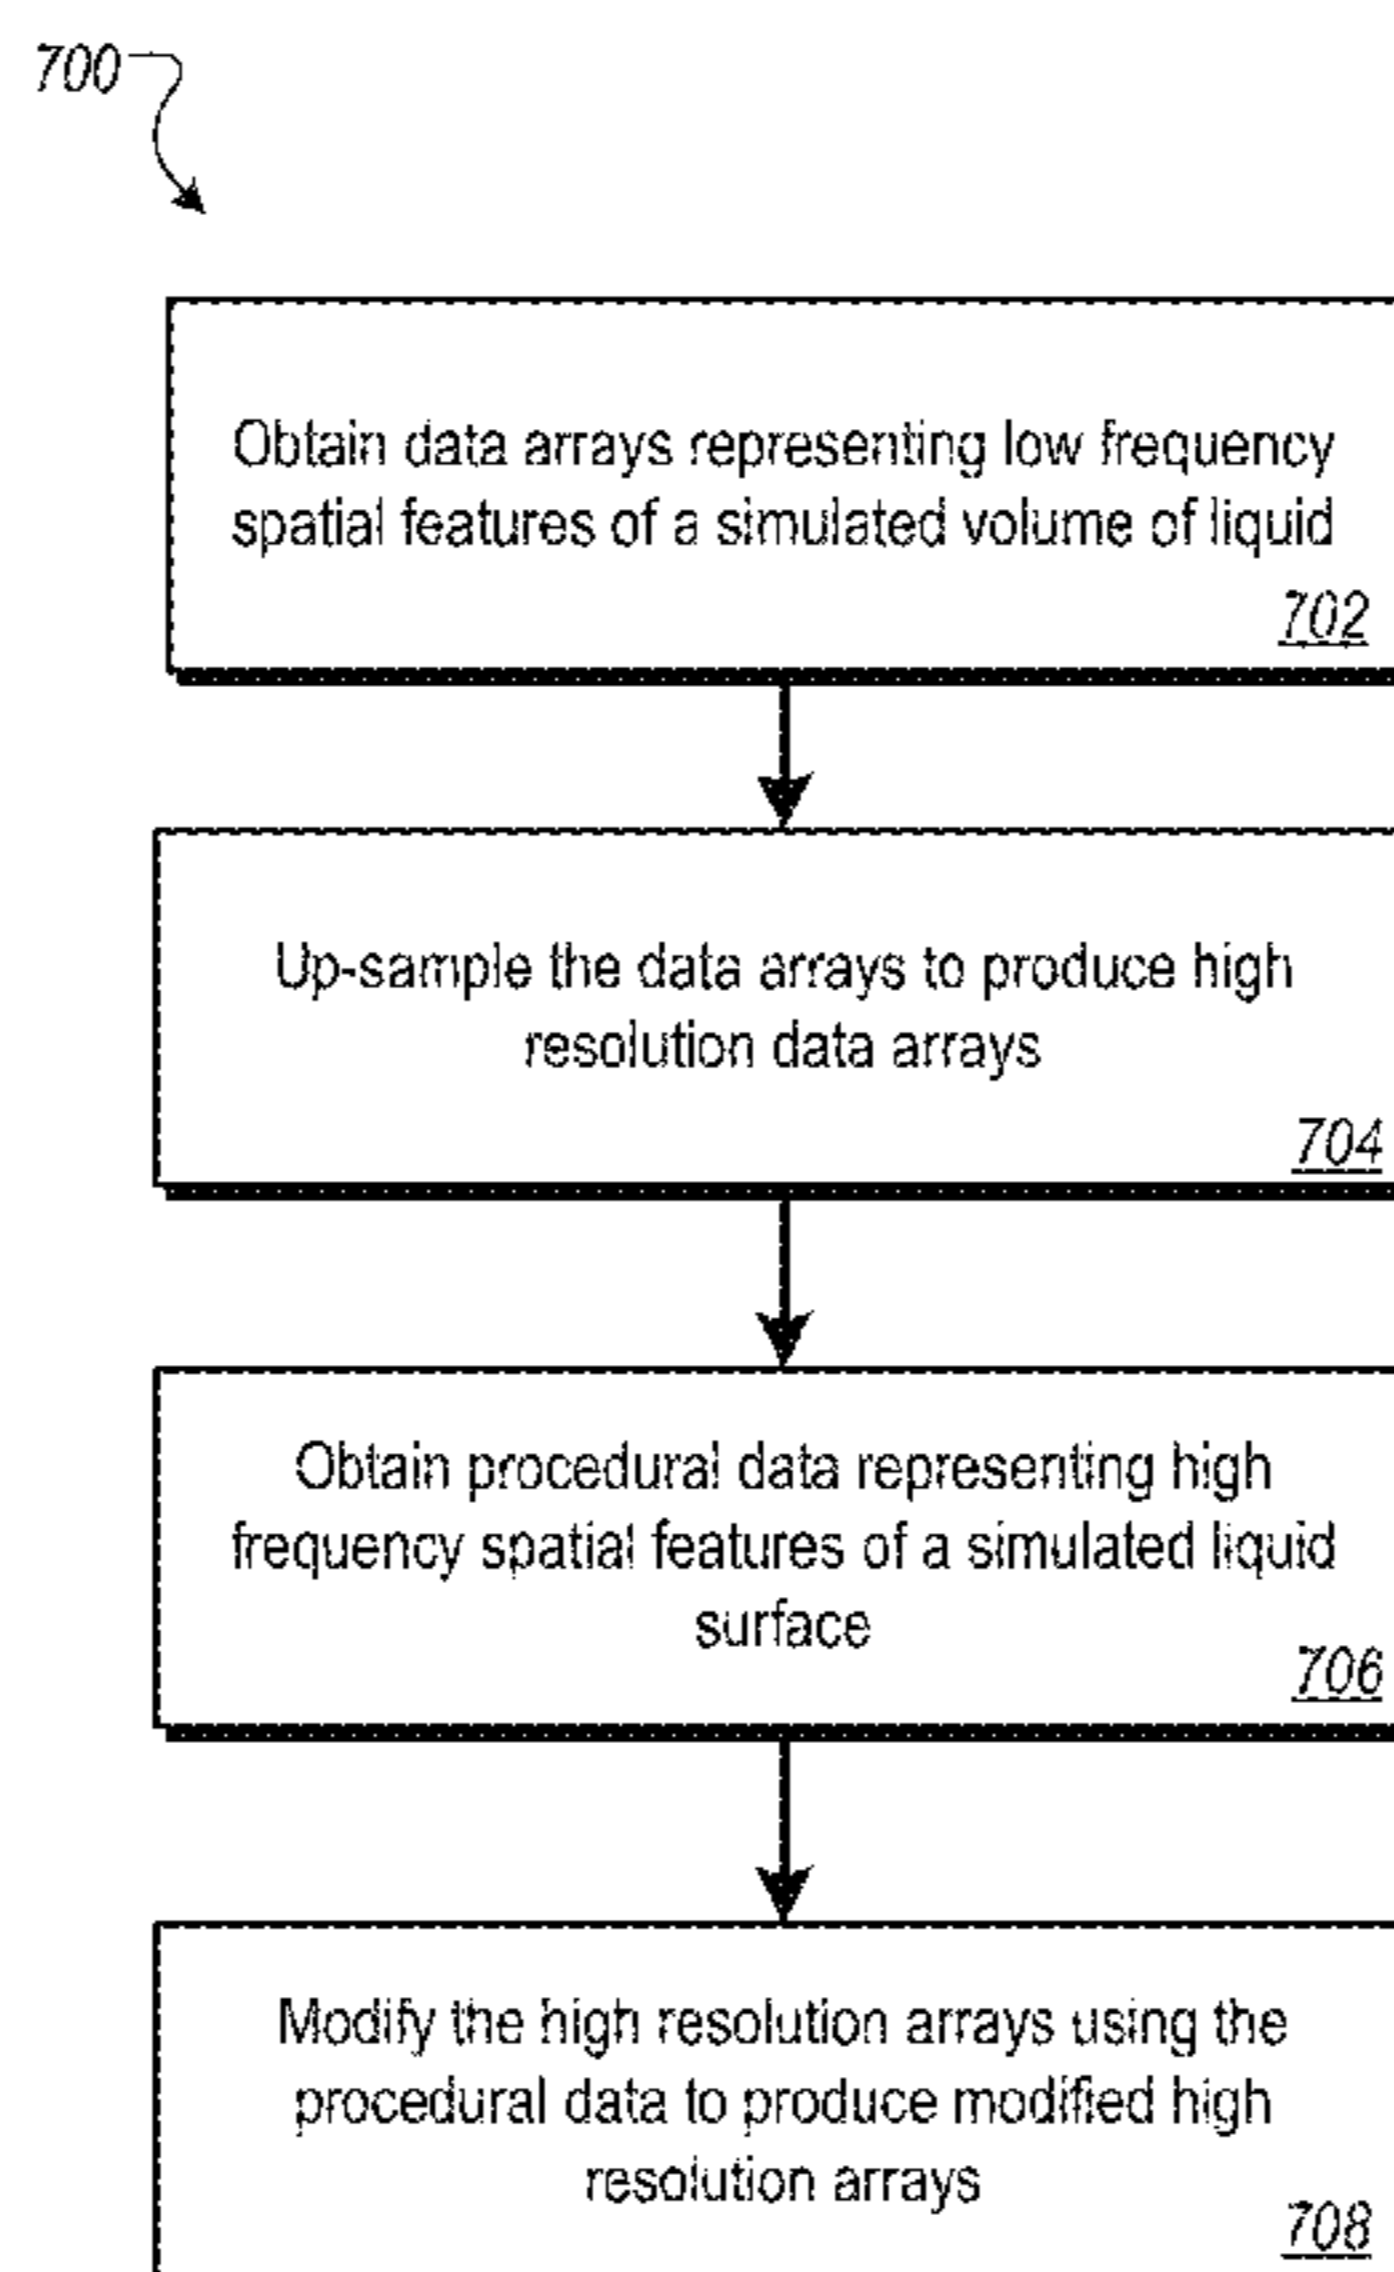 700
Obtain data arrays representing low frequency
spatial features of a simulated volume of liquid
702
Up-sample the data arrays to produce high
resolution data arrays
704
Obtain procedural data representing high
frequency spatial features of a simulated liquid
surface
706
Modify the high resolution arrays using the
procedural data to produce modified high
resolution arrays
708